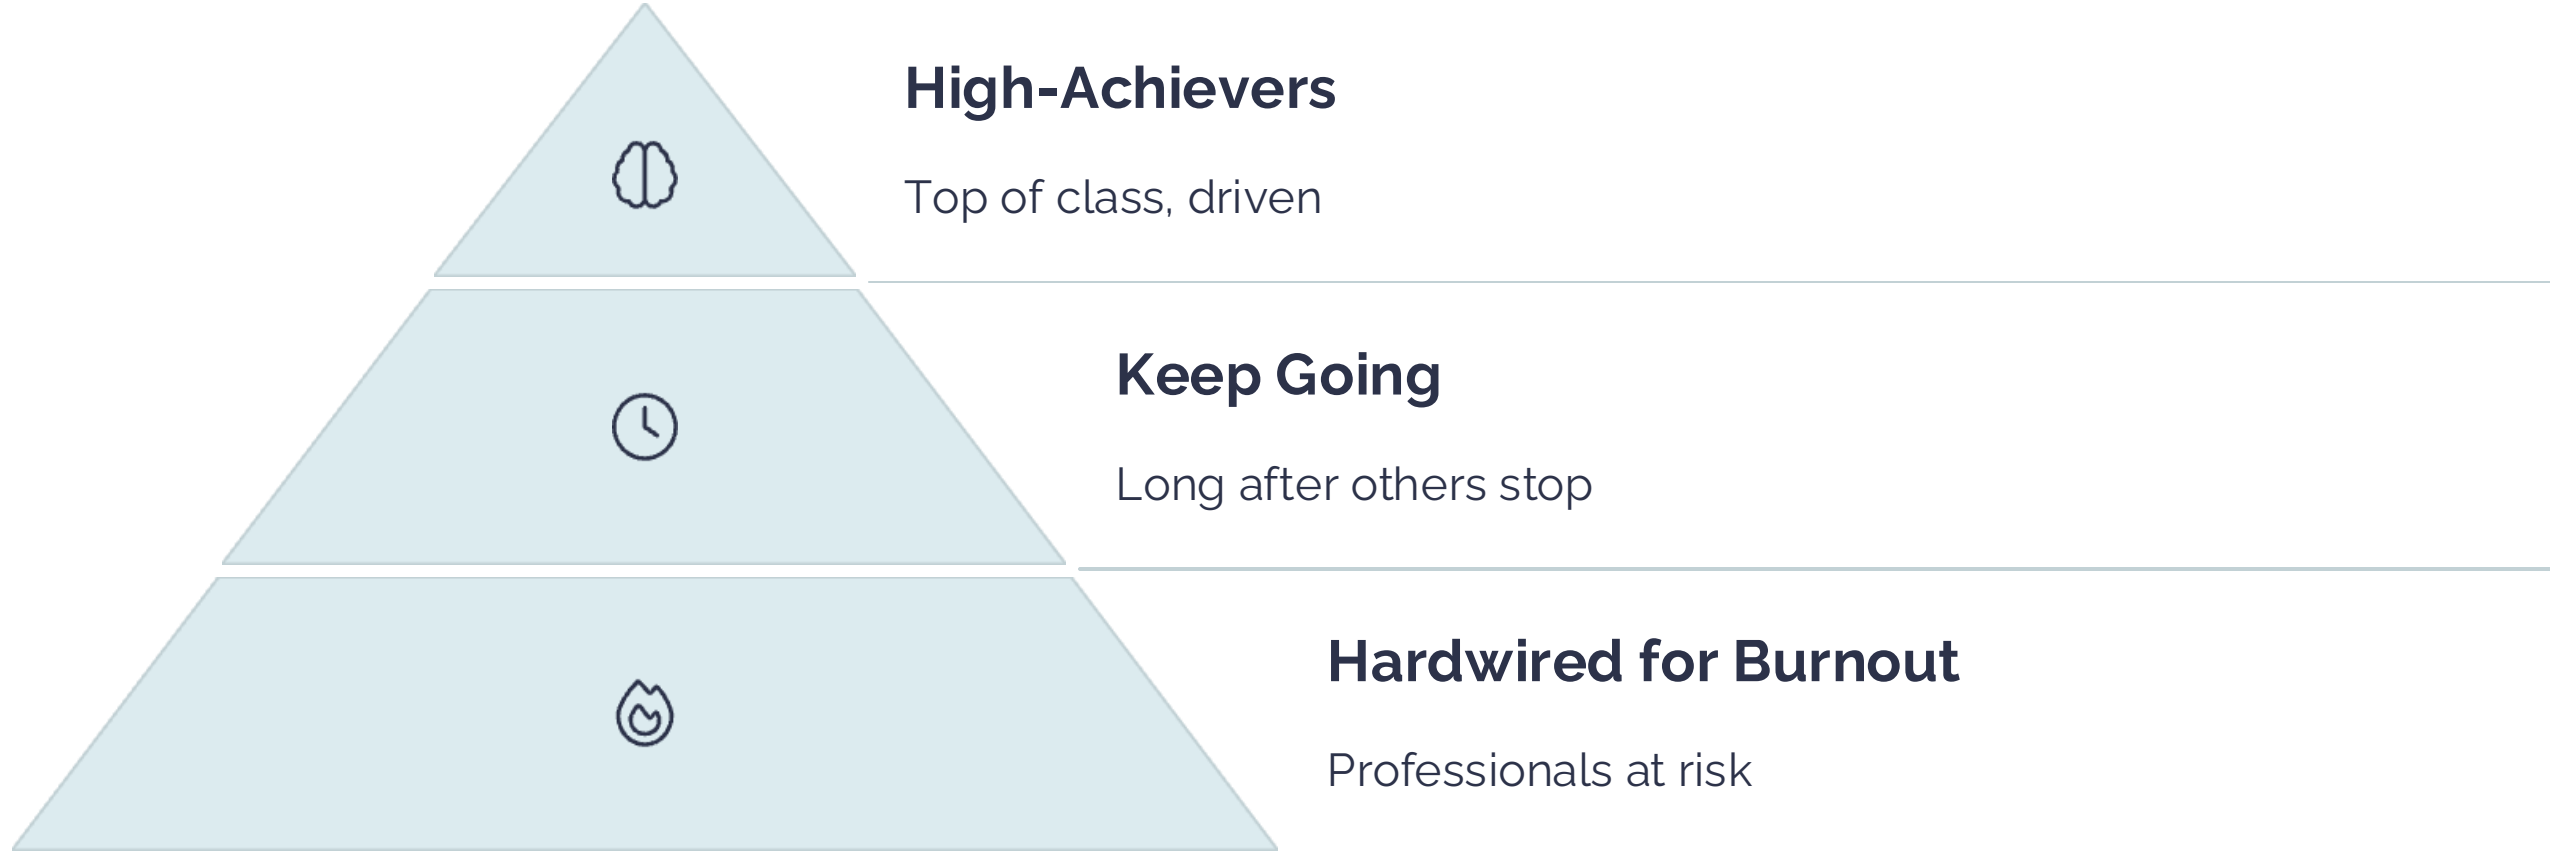 High-Achievers
Top of class, driven
Keep Going
Long after others stop
Hardwired for Burnout
Professionals at risk